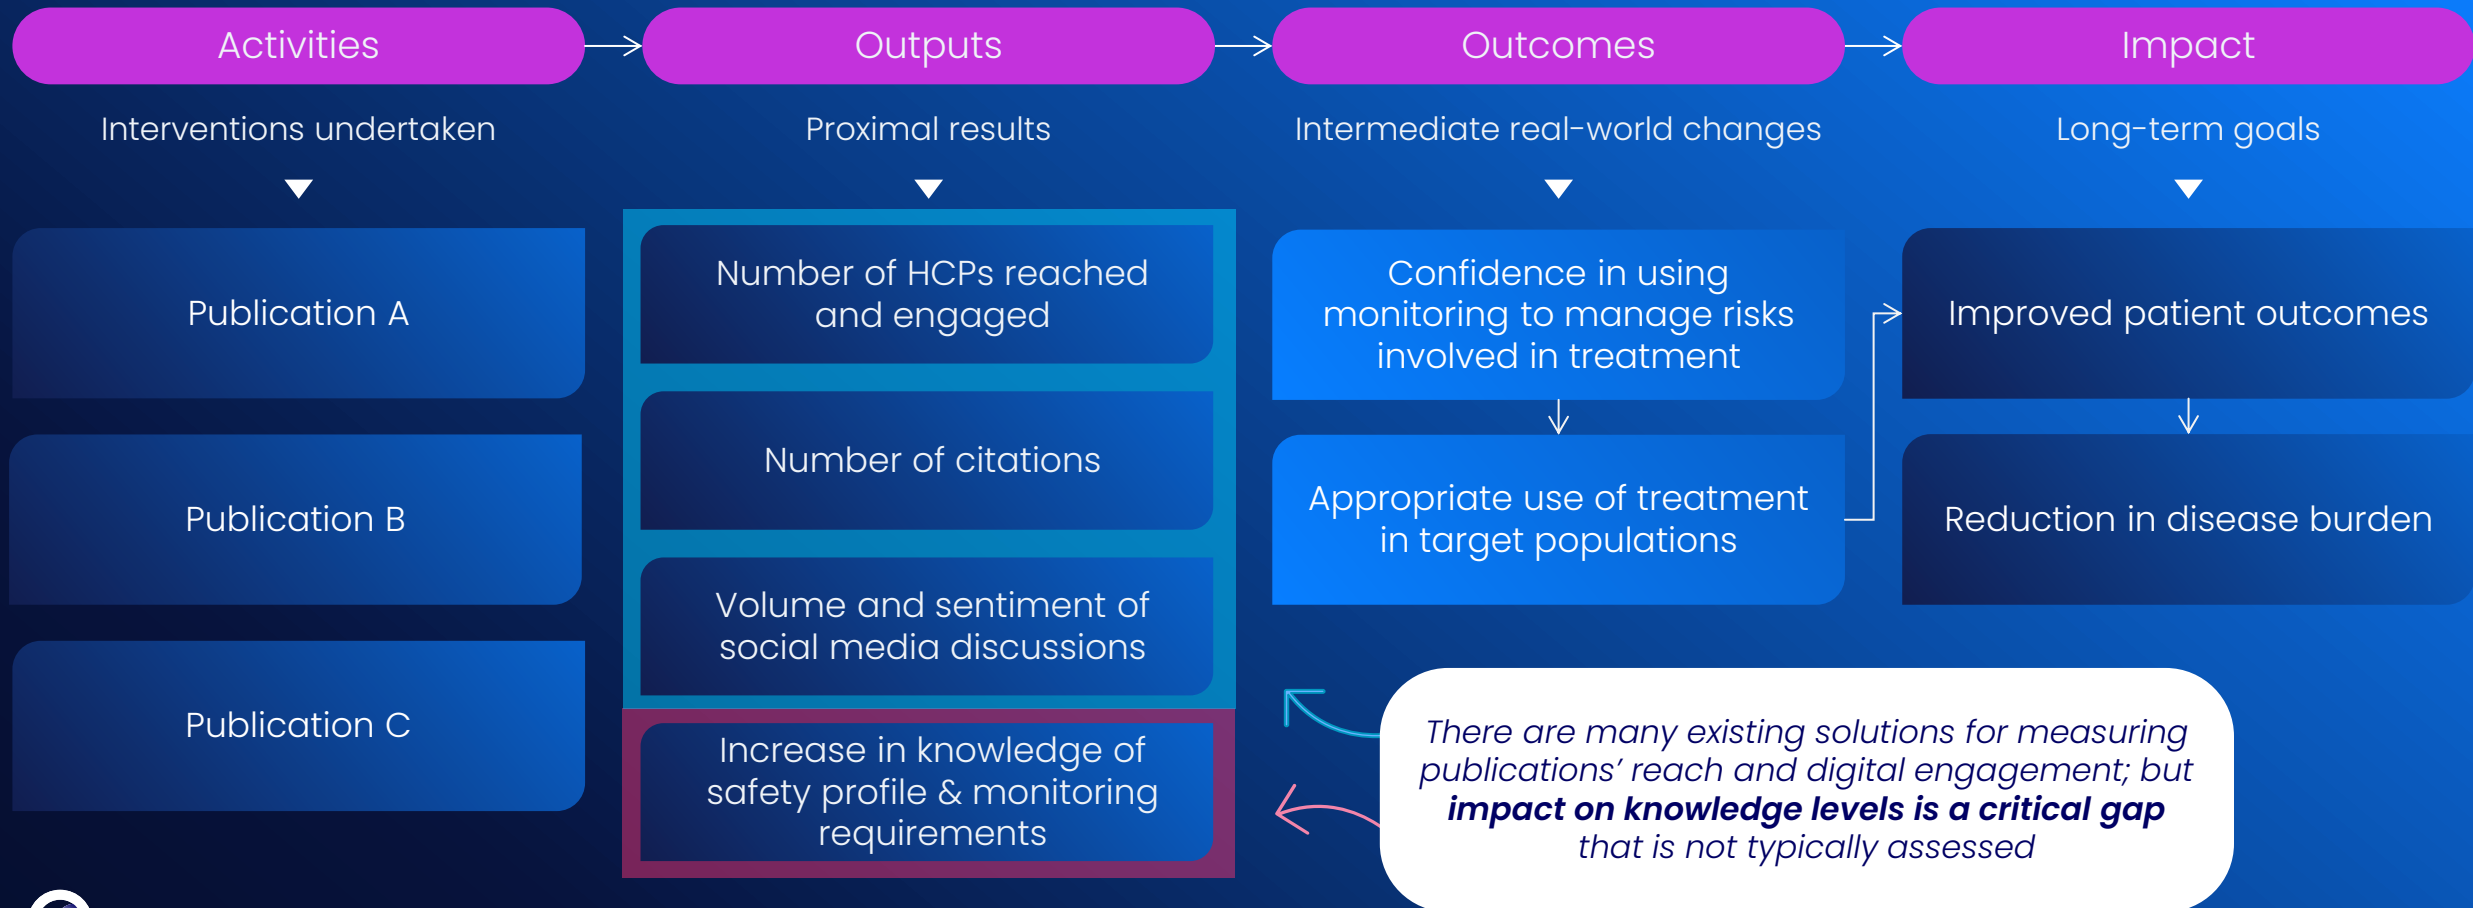 Activities
Outputs
Outcomes
Impact
Interventions undertaken
Proximal results
Intermediate real-world changes
Long-term goals
Publication A
Publication B
Publication C
Number of HCPs reached
and engaged
Number of citations
Volume and sentiment of
social media discussions
Increase in knowledge of
safety profile & monitoring
requirements
Confidence in using
monitoring to manage risks
involved in treatment
Appropriate use of treatment
in target populations
Improved patient outcomes
Reduction in disease burden
There are many existing solutions for measuring
publications’ reach and digital engagement; but
impact on knowledge levels is a critical gap
that is not typically assessed